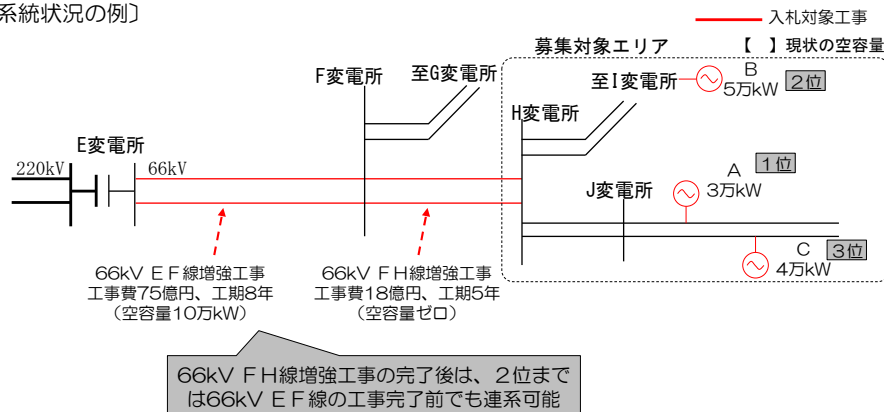 系統状況の例〕
入札対象工事
募集対象エリア
【 】現状の空容量
F変電所
至G変電所
至I変電所
B
5万kW
2位
H変電所
E変電所
220kV
66kV
A
1位
3万kW
J変電所
C
3位
4万kW
66kV EF線増強工事
工事費75億円、工期8年
（空容量10万kW）
66kV FH線増強工事
工事費18億円、工期5年
（空容量ゼロ）
66kV FH線増強工事の完了後は、2位まで
は66kV EF線の工事完了前でも連系可能